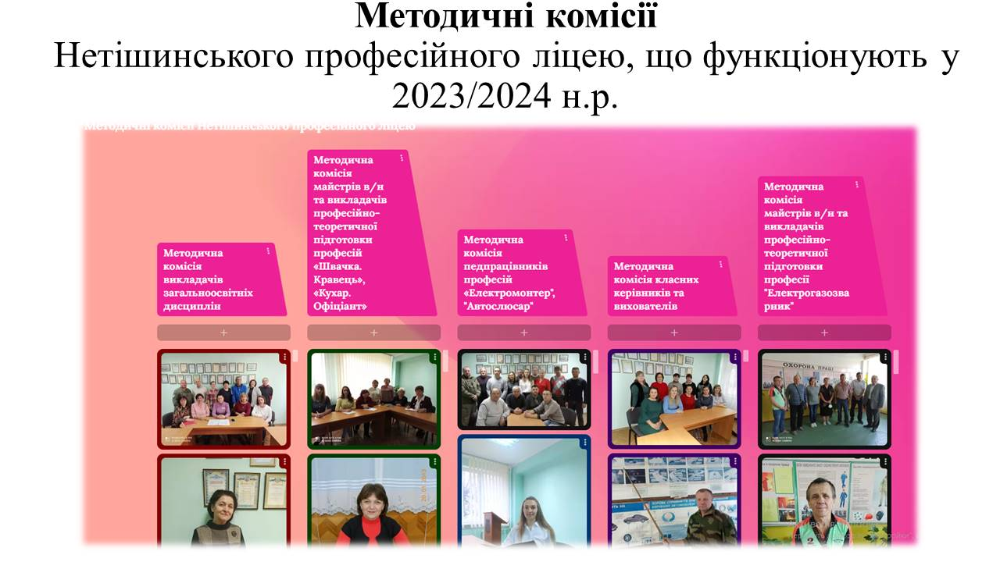 Методичні комісії
Нетішинського професійного ліцею, що функціонують у
2023/2024 н.р.
Методичні комісії Нетішинського професійного ліцею
Методична
комісія
викладачів
загальноосвітніх
дисциплін
Методична
комісія
майстрів в/н
та викладачів
професійно-
теоретичної
підготовки
професій
«Швачка.
Кравець»,
«Кухар.
Офіціант»
Методична
комісія
педпрацівників
професій
«Електромонтер",
"Автослюсар"
Методична
комісія класних
керівників та
вихователів
Методична
комісія
майстрів в/н та
викладачів
професійно-
теоретичної
підготовки
професії
"Електрогазозва
рник"
+
+
+
+
+
ОХОРОНА ПРАЦІ